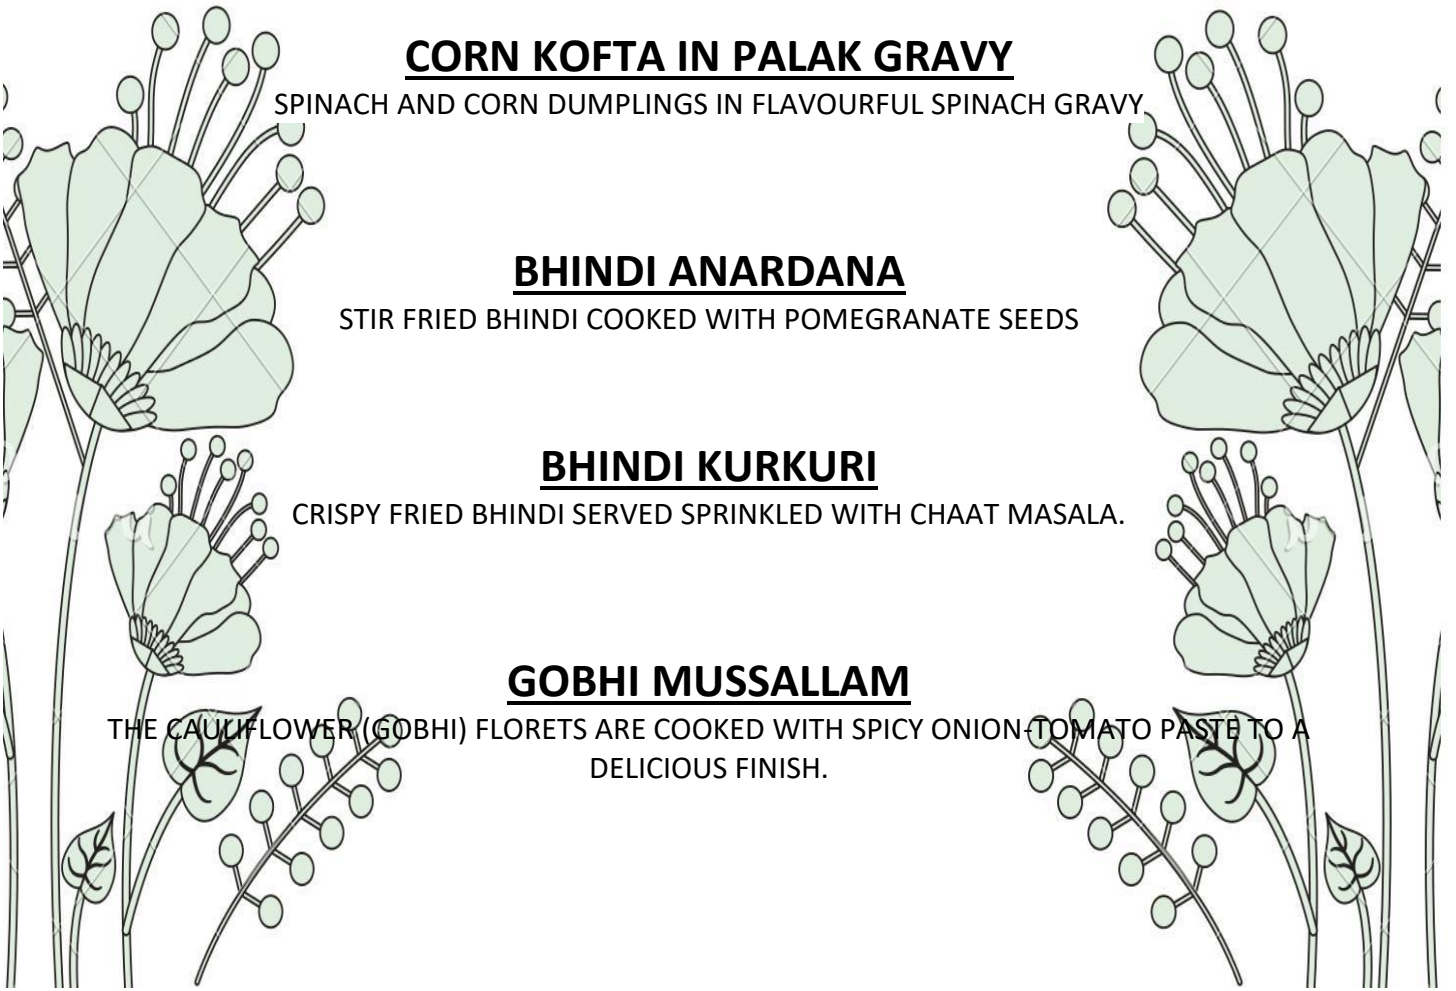 CORN KOFTA IN PALAK GRAVY
SPINACH AND CORN DUMPLINGS IN FLAVOURFUL SPINACH GRAVY
BHINDI ANARDANA
STIR FRIED BHINDI COOKED WITH POMEGRANATE SEEDS
BHINDI KURKURI
CRISPY FRIED BHINDI SERVED SPRINKLED WITH CHAAT MASALA.
GOBHI MUSSALLAM
THE CAULIFLOWER (GOBHI) FLORETS ARE COOKED WITH SPICY ONION-TOMATO PASTE TO A
DELICIOUS FINISH.